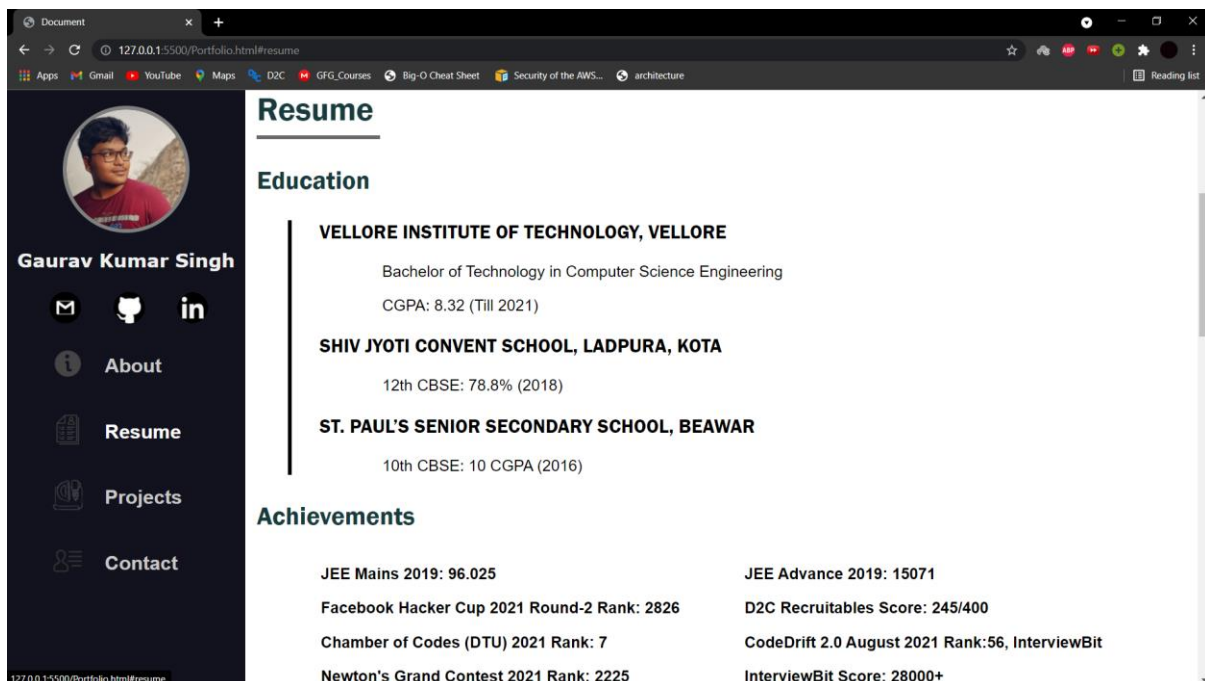 Document
127.0.0.1:5500/Portfolio.html#resume
ABP
Apps Gmail YouTube Maps D2C GFG_Courses Big-O Cheat Sheet Security of the AWS... architecture Reading list
Gaurav Kumar Singh
in
About
Resume
Projects
Contact
Resume
Education
VELLORE INSTITUTE OF TECHNOLOGY, VELLORE
Bachelor of Technology in Computer Science Engineering
CGPA: 8.32 (Till 2021)
SHIV JYOTI CONVENT SCHOOL, LADPURA, KOTA
12th CBSE: 78.8% (2018)
ST. PAUL’S SENIOR SECONDARY SCHOOL, BEAWAR
10th CBSE: 10 CGPA (2016)
Achievements
JEE Mains 2019: 96.025 JEE Advance 2019: 15071
Facebook Hacker Cup 2021 Round-2 Rank: 2826 D2C Recruitables Score: 245/400
Chamber of Codes (DTU) 2021 Rank: 7 CodeDrift 2.0 August 2021 Rank:56, InterviewBit
Newton's Grand Contest 2021 Rank: 2225 InterviewBit Score: 28000+
127.0.0.1:5500/Portfolio.html#resume